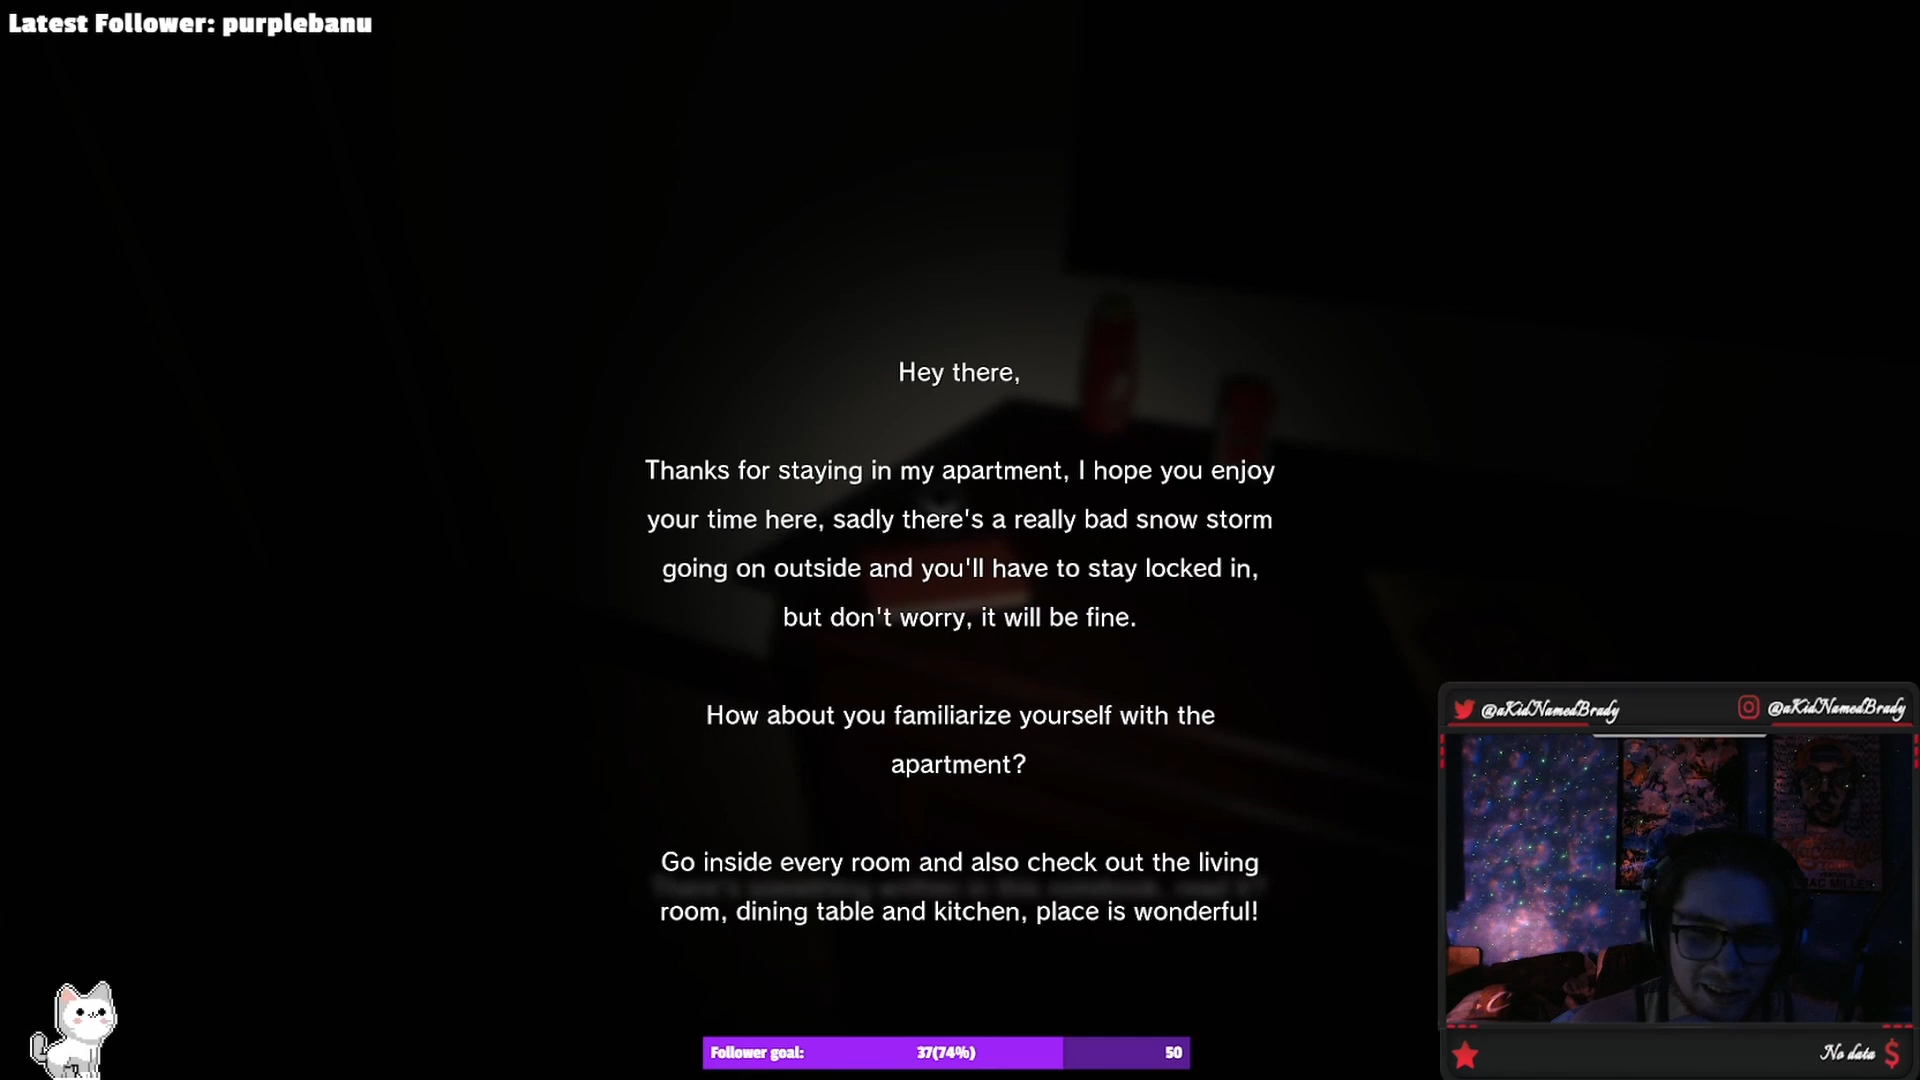 Latest Follower: purplebanu
Hey there,
Thanks for staying in my apartment, I hope you enjoy
your time here, sadly there's a really bad snow storm
going on outside and you'll have to stay locked in,
but don't worry, it will be fine.
How about you familiarize yourself with the
apartment?
Go inside every room and also check out the living
room, dining table and kitchen, place is wonderful!
@aKidNamedBrady
@aKidNamedBrady
MAC MILLER
Follower goal: 37(74%) 50
No data